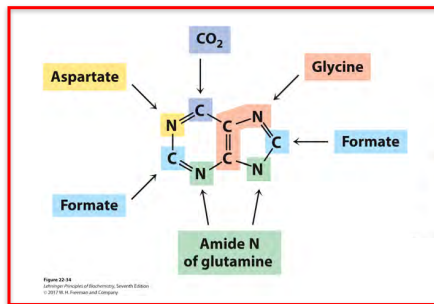 CO₂
Aspartate
Glycine
C
N
N
C
C
C
C
N
N
Formate
Formate
Amide N
of glutamine
Figure 22-34
Lehninger Principles of Biochemistry, Seventh Edition
© 2017 W. H. Freeman and Company